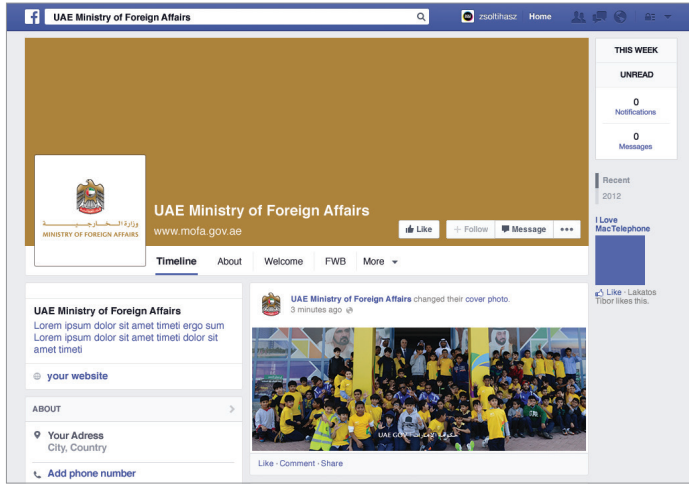 UAE Ministry of Foreign Affairs
zsoltihasz
Home
THIS WEEK
UNREAD
0
Notifications
0
Messages
Recent
2012
I Love
MacTelephone
Like · Lakatos
Tibor likes this.
وزارة الـخـــارجـيــــة
MINISTRY OF FOREIGN AFFAIRS
UAE Ministry of Foreign Affairs
www.mofa.gov.ae
Like
+ Follow
Message
Timeline
About
Welcome
FWB
More
UAE Ministry of Foreign Affairs
Lorem ipsum dolor sit amet timeti ergo sum
Lorem ipsum dolor sit amet timeti dolor sit
amet timeti
your website
ABOUT
Your Adress
City, Country
Add phone number
UAE Ministry of Foreign Affairs changed their cover photo.
3 minutes ago
UAE GOV حكومة الإمارات
Like · Comment · Share